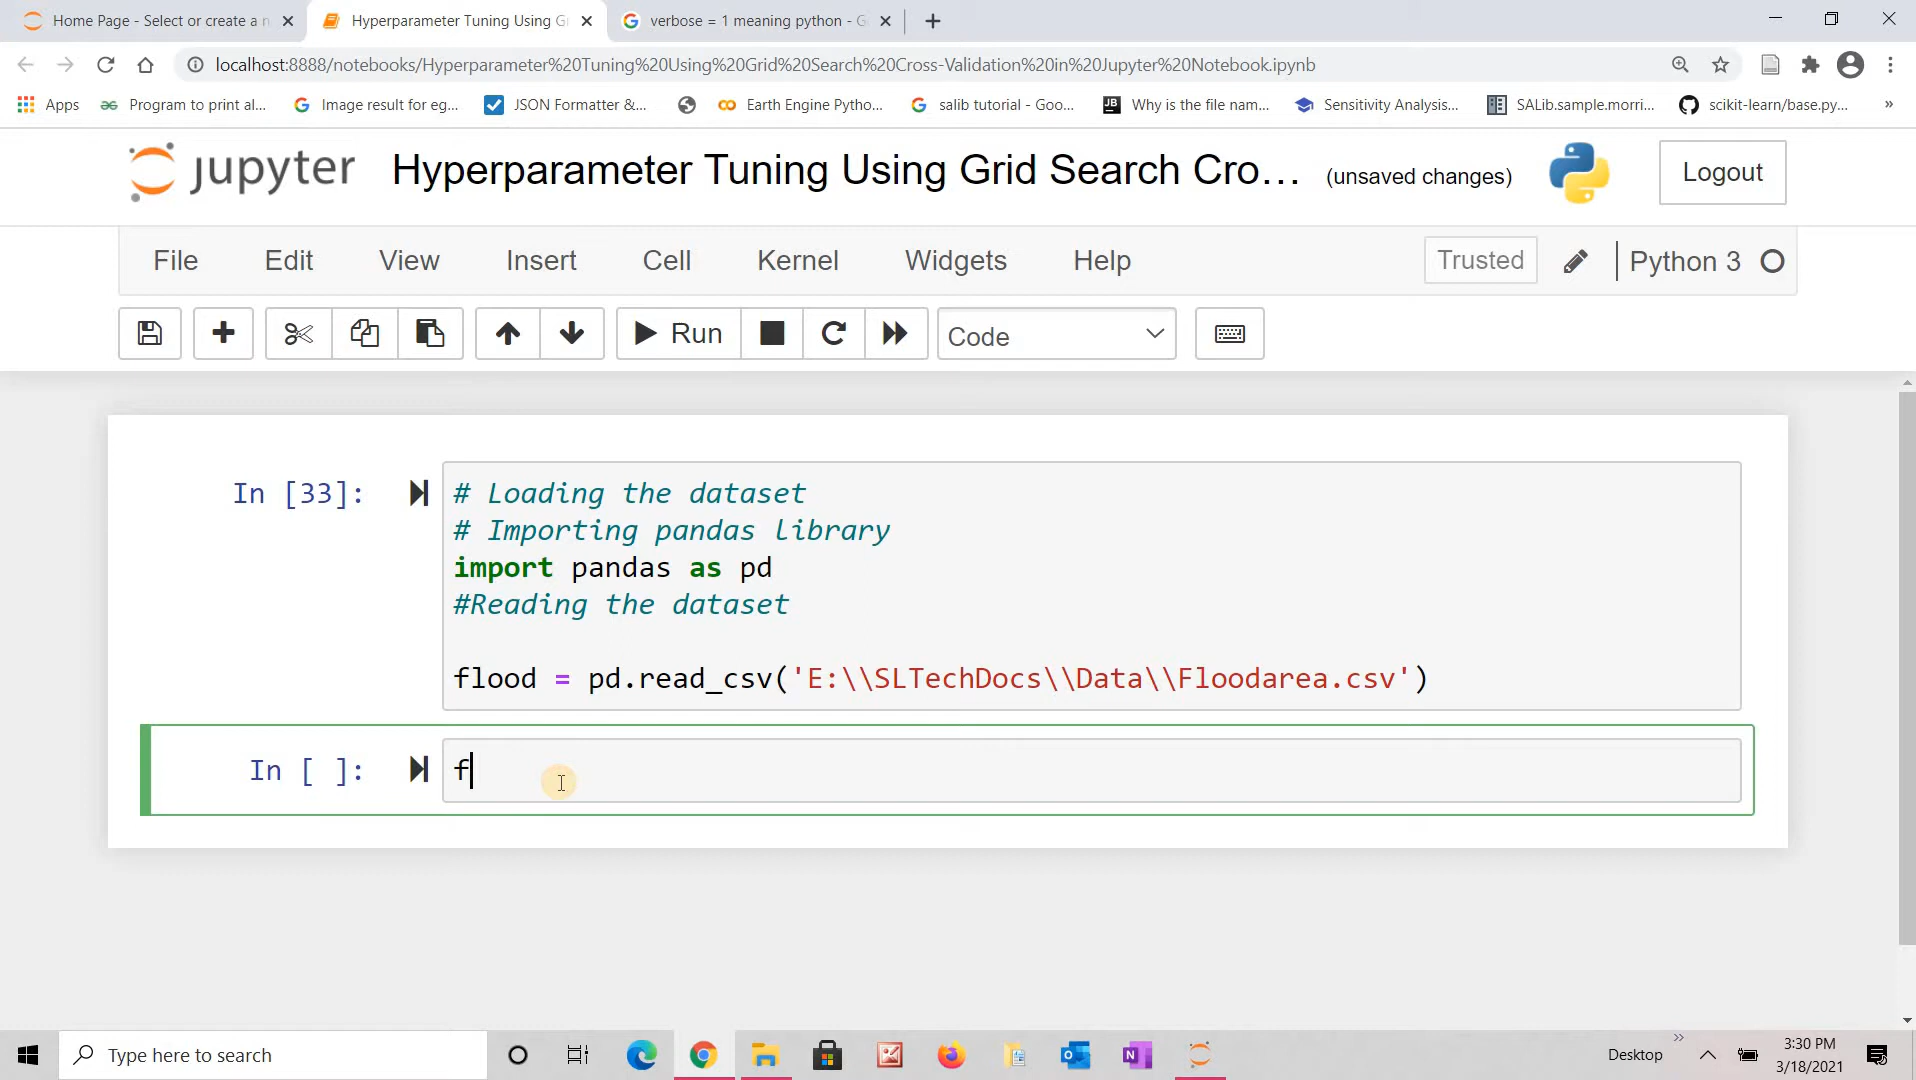 Home Page - Select or create a n
Hyperparameter Tuning Using Gr
verbose = 1 meaning python - G
localhost:8888/notebooks/Hyperparameter%20Tuning%20Using%20Grid%20Search%20Cross-Validation%20in%20Jupyter%20Notebook.ipynb
Apps
Program to print al...
Image result for eg...
JSON Formatter &...
Earth Engine Pytho...
salib tutorial - Goo...
JB
Why is the file nam...
Sensitivity Analysis...
SALib.sample.morri...
scikit-learn/base.py...
»
jupyter
Hyperparameter Tuning Using Grid Search Cro...
(unsaved changes)
Logout
File
Edit
View
Insert
Cell
Kernel
Widgets
Help
Trusted
Python 3
Run
Code
In [33]:
# Loading the dataset
# Importing pandas library
import pandas as pd
#Reading the dataset
flood = pd.read_csv('E:\\SLTechDocs\\Data\\Floodarea.csv')
In [ ]:
f
Type here to search
Desktop
»
3:30 PM
3/18/2021